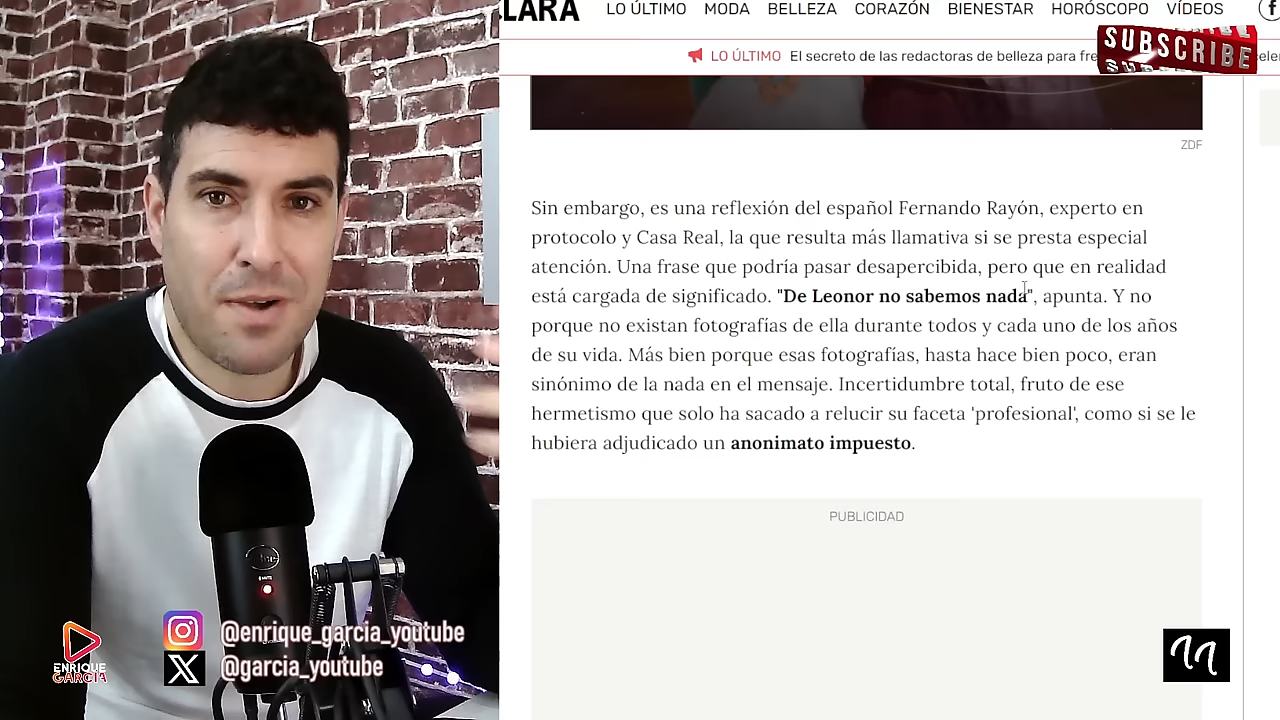 CLARA
LO ÚLTIMO MODA BELLEZA CORAZÓN BIENESTAR HORÓSCOPO VÍDEOS
LO ÚLTIMO El secreto de las redactoras de belleza para
SUBSCRIBE
ZDF
Sin embargo, es una reflexión del español Fernando Rayón, experto en
protocolo y Casa Real, la que resulta más llamativa si se presta especial
atención. Una frase que podría pasar desapercibida, pero que en realidad
está cargada de significado. "De Leonor no sabemos nada", apunta. Y no
porque no existan fotografías de ella durante todos y cada uno de los años
de su vida. Más bien porque esas fotografías, hasta hace bien poco, eran
sinónimo de la nada en el mensaje. Incertidumbre total, fruto de ese
hermetismo que solo ha sacado a relucir su faceta 'profesional', como si se le
hubiera adjudicado un anonimato impuesto.
PUBLICIDAD
@enrique_garcia_youtube
@garcia_youtube
ENRIQUE
GARCIA